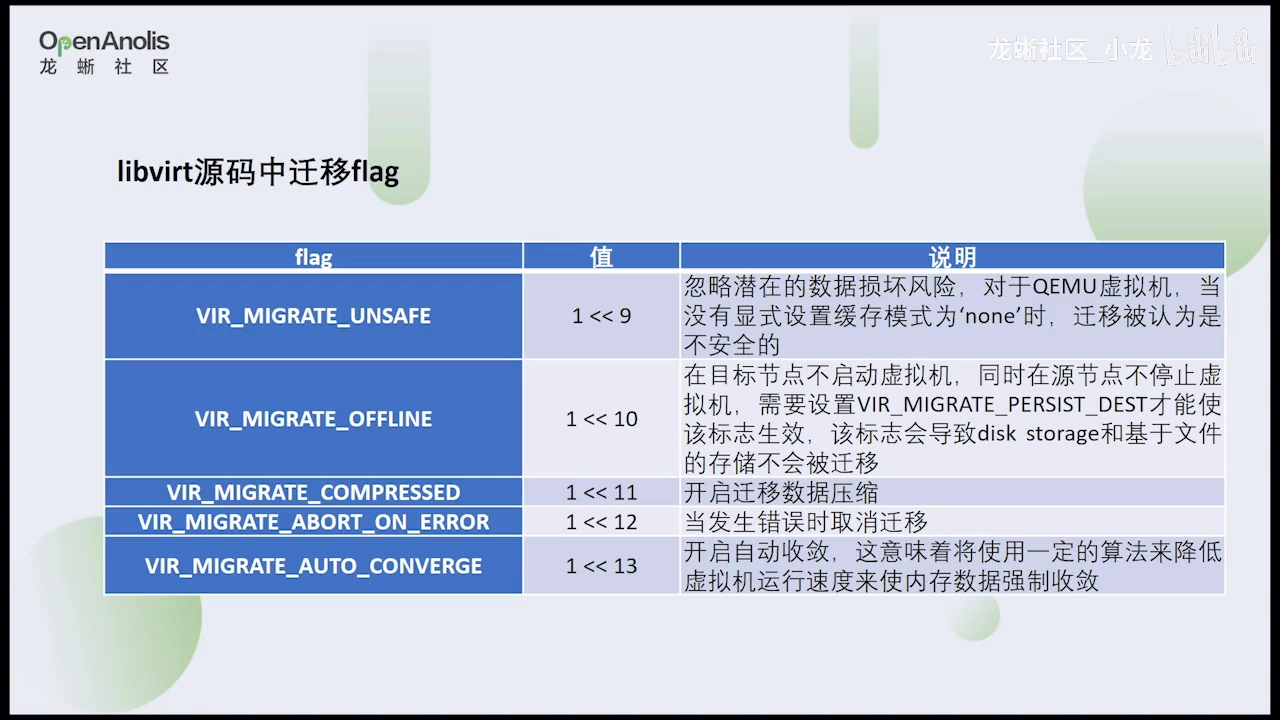 OpenAnolis
龙蜥社区
龙蜥社区_小龙 bilibili
libvirt源码中迁移flag
flag 值 说明
VIR_MIGRATE_UNSAFE 1 << 9 忽略潜在的数据损坏风险，对于QEMU虚拟机，当
没有显式设置缓存模式为‘none’时，迁移被认为是
不安全的
VIR_MIGRATE_OFFLINE 1 << 10 在目标节点不启动虚拟机，同时在源节点不停止虚
拟机，需要设置VIR_MIGRATE_PERSIST_DEST才能使
该标志生效，该标志会导致disk storage和基于文件
的存储不会被迁移
VIR_MIGRATE_COMPRESSED 1 << 11 开启迁移数据压缩
VIR_MIGRATE_ABORT_ON_ERROR 1 << 12 当发生错误时取消迁移
VIR_MIGRATE_AUTO_CONVERGE 1 << 13 开启自动收敛，这意味着将使用一定的算法来降低
虚拟机运行速度来使内存数据强制收敛